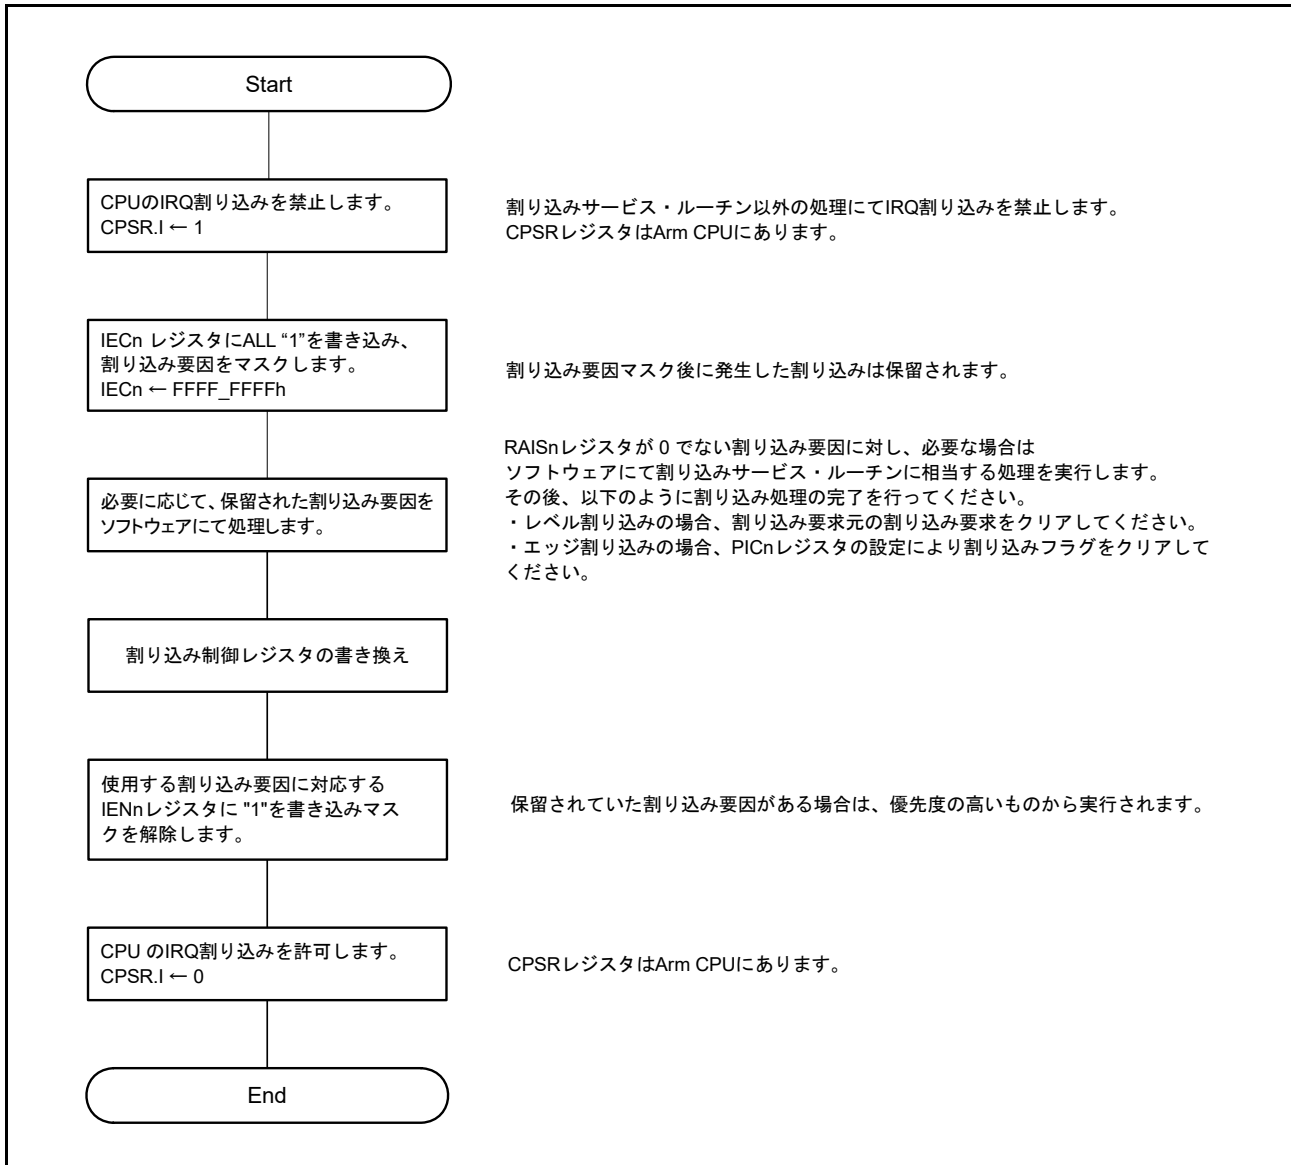 Start
CPUのIRQ割り込みを禁止します。
CPSR.I ← 1
割り込みサービス・ルーチン以外の処理にてIRQ割り込みを禁止します。
CPSRレジスタはArm CPUにあります。
IECn レジスタにALL “1”を書き込み、
割り込み要因をマスクします。
IECn ← FFFF_FFFFh
割り込み要因マスク後に発生した割り込みは保留されます。
必要に応じて、保留された割り込み要因を
ソフトウェアにて処理します。
RAISnレジスタが 0 でない割り込み要因に対し、必要な場合は
ソフトウェアにて割り込みサービス・ルーチンに相当する処理を実行します。
その後、以下のように割り込み処理の完了を行ってください。
・レベル割り込みの場合、割り込み要求元の割り込み要求をクリアしてください。
・エッジ割り込みの場合、PICnレジスタの設定により割り込みフラグをクリアして
ください。
割り込み制御レジスタの書き換え
使用する割り込み要因に対応する
IENnレジスタに "1"を書き込みマス
クを解除します。
保留されていた割り込み要因がある場合は、優先度の高いものから実行されます。
CPU のIRQ割り込みを許可します。
CPSR.I ← 0
CPSRレジスタはArm CPUにあります。
End